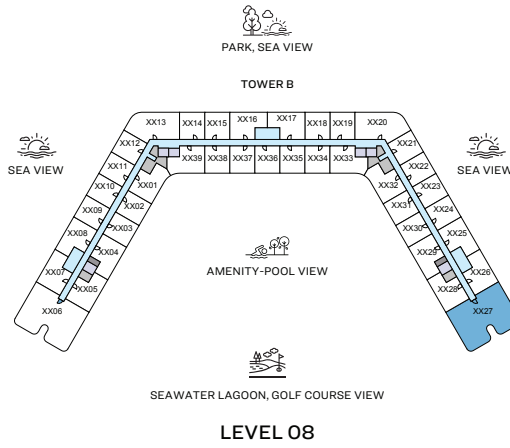 PARK, SEA VIEW
TOWER B
XX13
XX14
XX15
XX16
XX17
XX18
XX19
XX20
XX12
XX21
SEA VIEW
XX11
XX01
XX39
XX38
XX37
XX36
XX35
XX34
XX33
XX32
XX22
SEA VIEW
XX10
XX02
XX31
XX23
XX09
XX03
XX30
XX24
XX08
XX04
XX29
XX25
XX07
XX05
XX28
XX26
XX06
XX27
AMENITY-POOL VIEW
SEAWATER LAGOON, GOLF COURSE VIEW
LEVEL 08